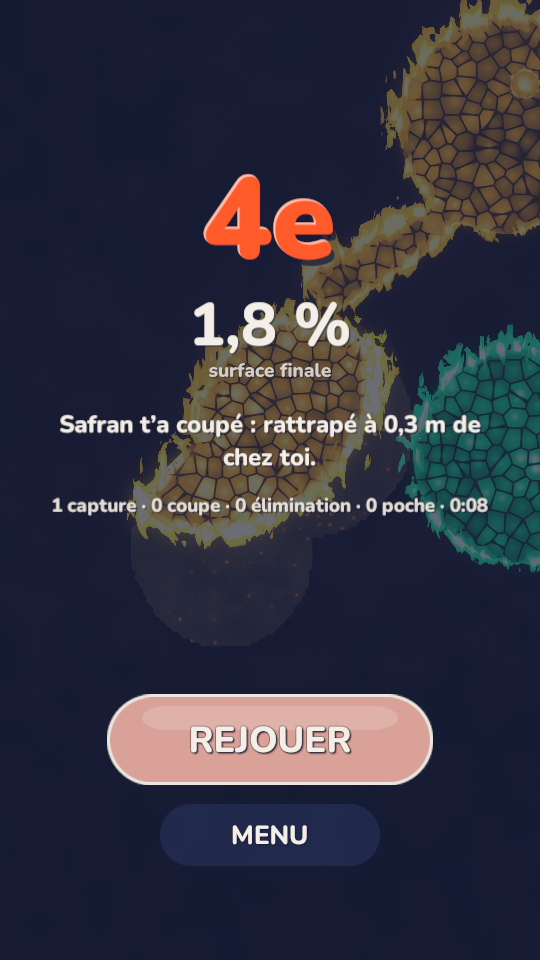 4e
1,8 %
surface finale
Safran t’a coupé : rattrapé à 0,3 m de
chez toi.
1 capture · 0 coupe · 0 élimination · 0 poche · 0:08
REJOUER
MENU